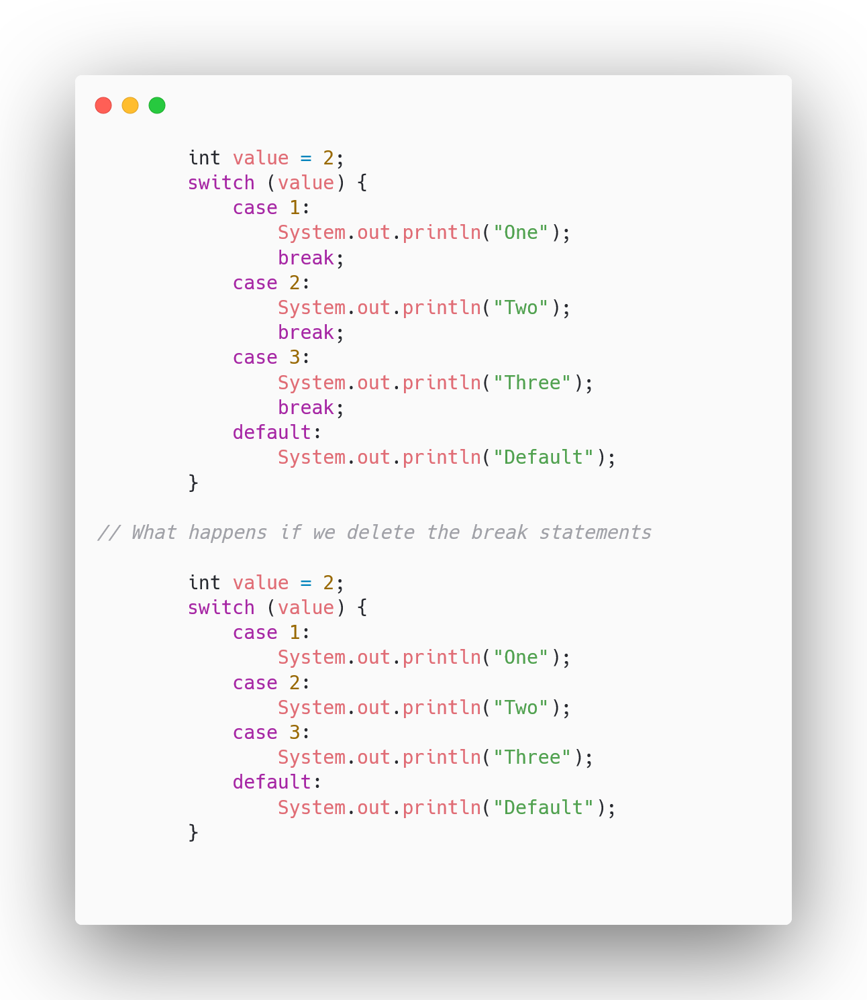 int value = 2;
switch (value) {
case 1:
System.out.println("One");
break;
case 2:
System.out.println("Two");
break;
case 3:
System.out.println("Three");
break;
default:
System.out.println("Default");
}
// What happens if we delete the break statements
int value = 2;
switch (value) {
case 1:
System.out.println("One");
case 2:
System.out.println("Two");
case 3:
System.out.println("Three");
default:
System.out.println("Default");
}